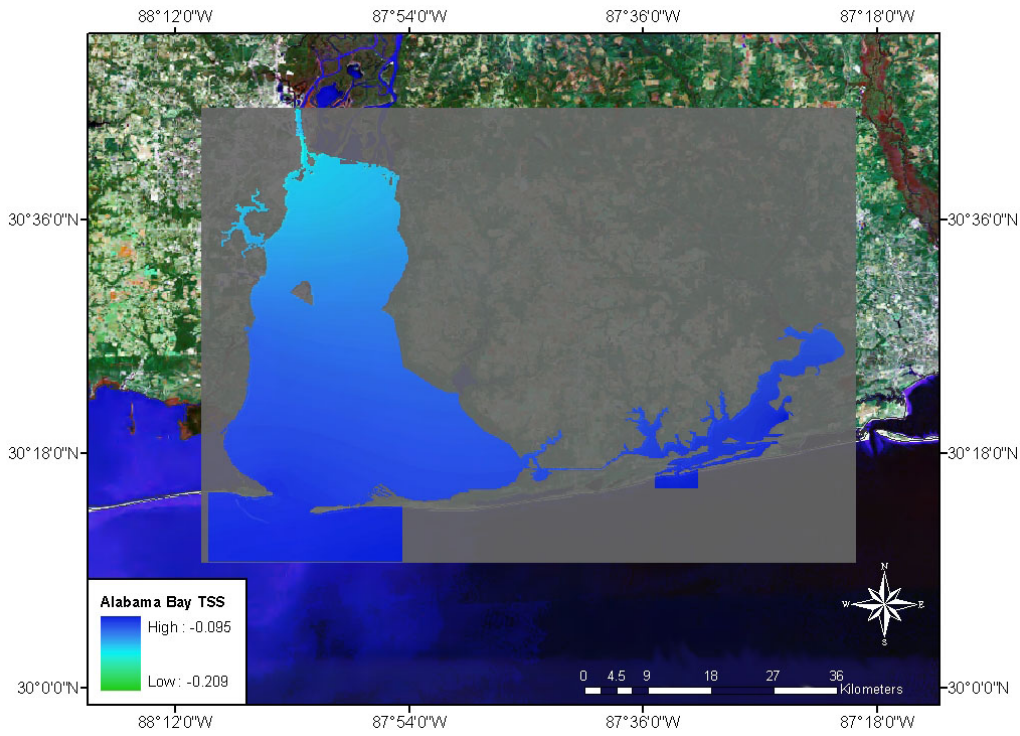 88°12'0"W 87°54'0"W 87°36'0"W 87°18'0"W
30°36'0"N 30°36'0"N
30°18'0"N 30°18'0"N
Alabama Bay TSS
High : -0.095
Low : -0.209
N
W E
S
0 4.5 9 18 27 36
Kilometers
30°0'0"N 30°0'0"N
88°12'0"W 87°54'0"W 87°36'0"W 87°18'0"W